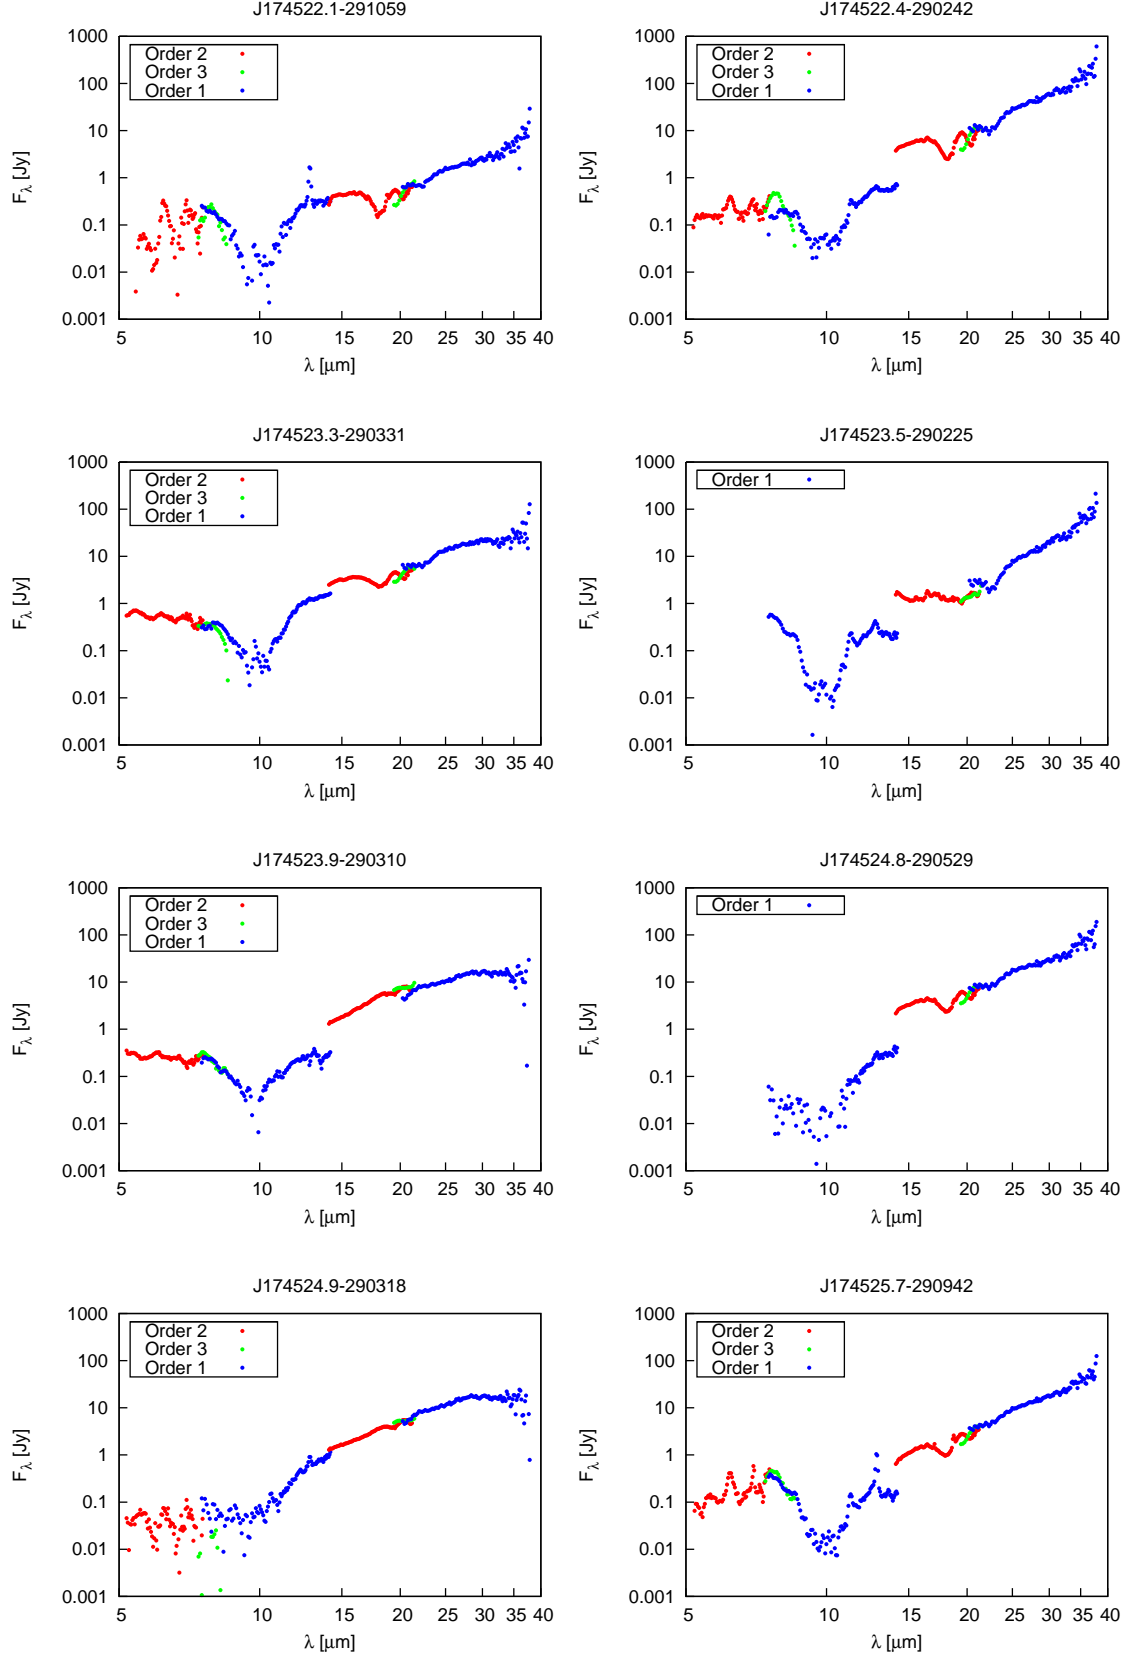 J174522.1-291059
1000
100
10
1
0.1
0.01
0.001
F_λ [Jy]
Order 2
Order 3
Order 1
5 10 15 20 25 30 35 40
λ [μm]
J174522.4-290242
1000
100
10
1
0.1
0.01
0.001
F_λ [Jy]
Order 2
Order 3
Order 1
5 10 15 20 25 30 35 40
λ [μm]
J174523.3-290331
1000
100
10
1
0.1
0.01
0.001
F_λ [Jy]
Order 2
Order 3
Order 1
5 10 15 20 25 30 35 40
λ [μm]
J174523.5-290225
1000
100
10
1
0.1
0.01
0.001
F_λ [Jy]
Order 1
5 10 15 20 25 30 35 40
λ [μm]
J174523.9-290310
1000
100
10
1
0.1
0.01
0.001
F_λ [Jy]
Order 2
Order 3
Order 1
5 10 15 20 25 30 35 40
λ [μm]
J174524.8-290529
1000
100
10
1
0.1
0.01
0.001
F_λ [Jy]
Order 1
5 10 15 20 25 30 35 40
λ [μm]
J174524.9-290318
1000
100
10
1
0.1
0.01
0.001
F_λ [Jy]
Order 2
Order 3
Order 1
5 10 15 20 25 30 35 40
λ [μm]
J174525.7-290942
1000
100
10
1
0.1
0.01
0.001
F_λ [Jy]
Order 2
Order 3
Order 1
5 10 15 20 25 30 35 40
λ [μm]